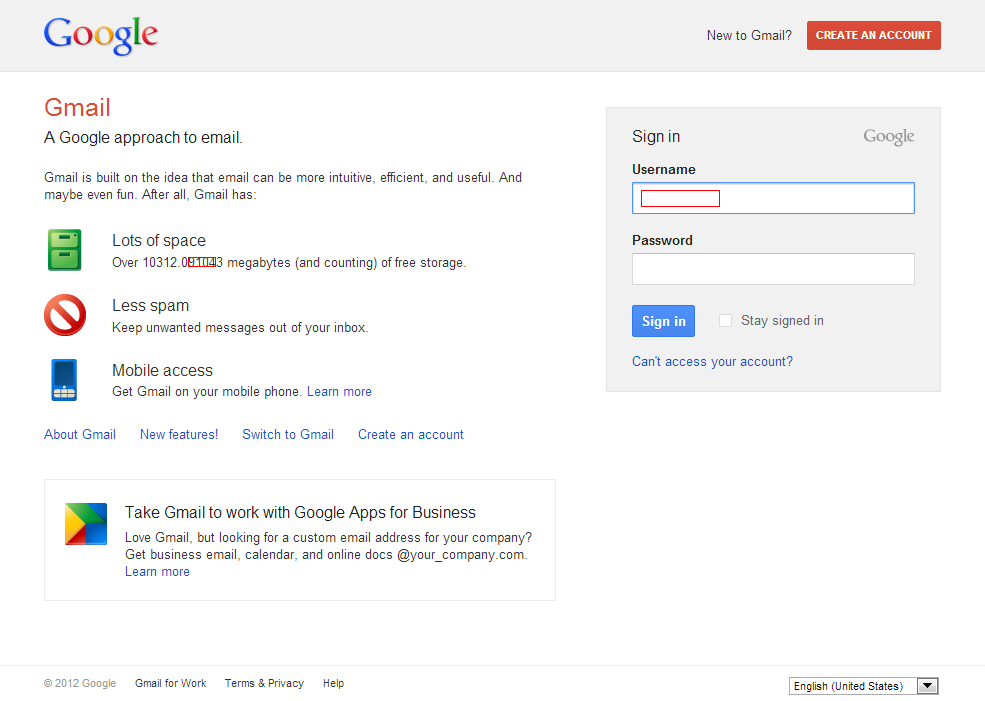 Google
New to Gmail?
CREATE AN ACCOUNT
Gmail
A Google approach to email.
Gmail is built on the idea that email can be more intuitive, efficient, and useful. And
maybe even fun. After all, Gmail has:
Lots of space
Over 10312.091043 megabytes (and counting) of free storage.
Less spam
Keep unwanted messages out of your inbox.
Mobile access
Get Gmail on your mobile phone. Learn more
About Gmail New features! Switch to Gmail Create an account
Take Gmail to work with Google Apps for Business
Love Gmail, but looking for a custom email address for your company?
Get business email, calendar, and online docs @your_company.com.
Learn more
Sign in Google
Username
Password
Sign in Stay signed in
Can't access your account?
© 2012 Google Gmail for Work Terms & Privacy Help
English (United States)